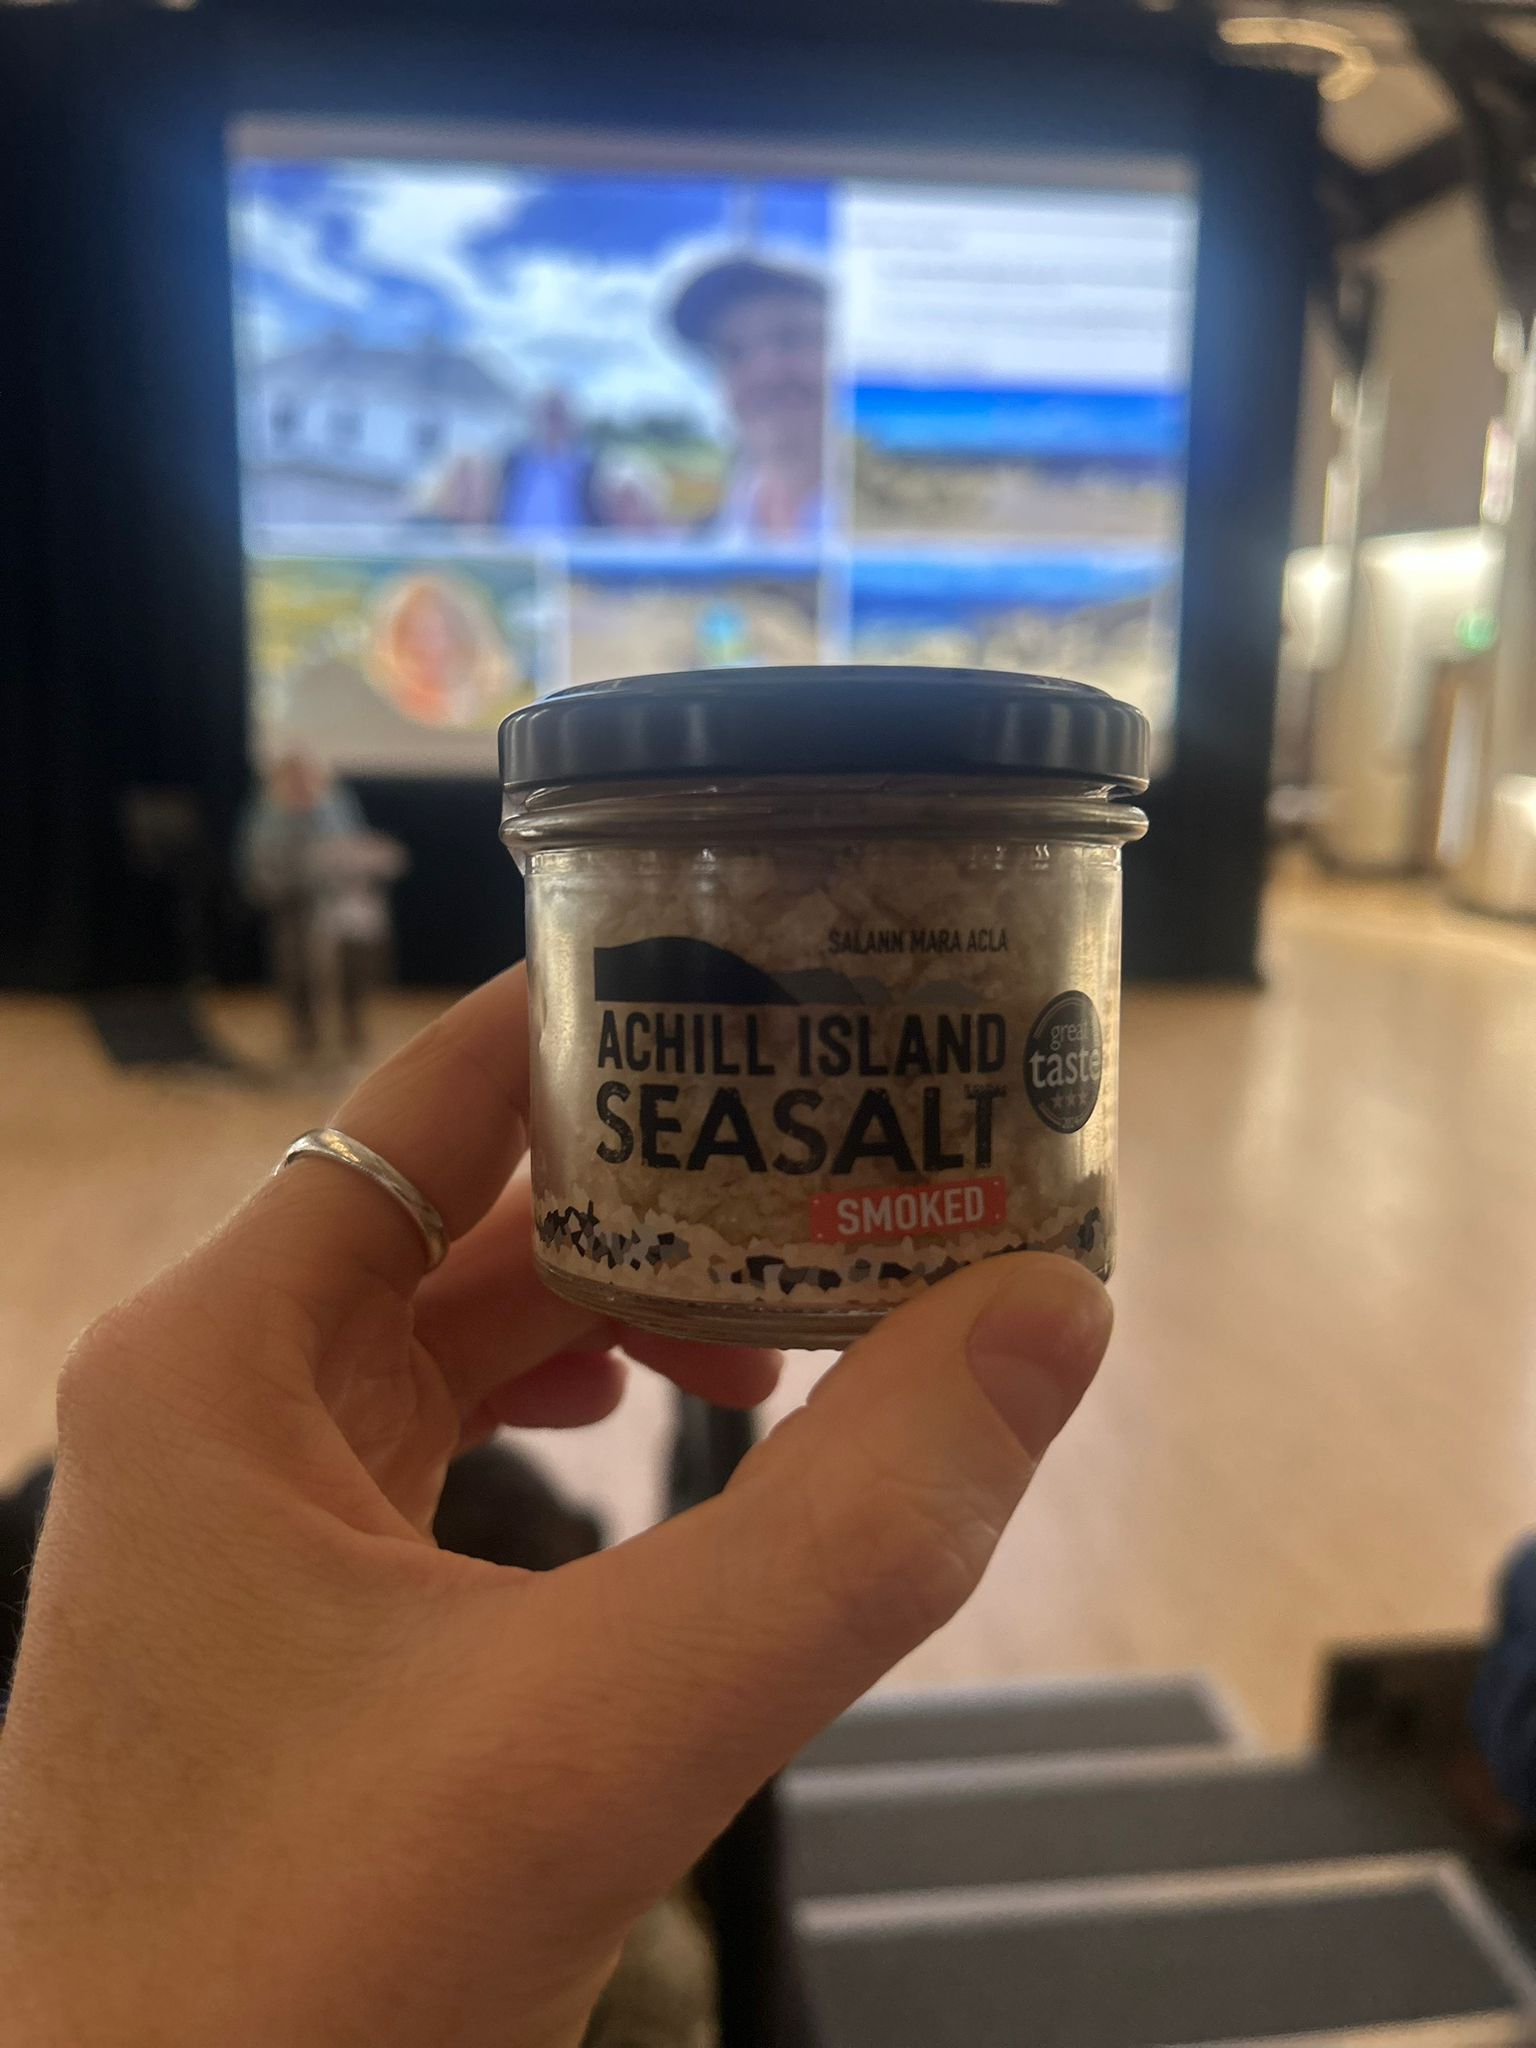 SALANN MARA ACLA
ACHILL ISLAND
SEASALT
SMOKED
great
taste